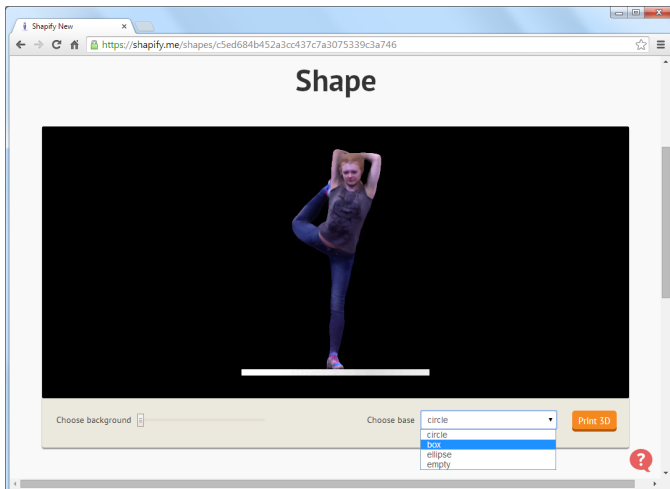 Shapify New
https://shapify.me/shapes/c5ed684b452a3cc437c7a3075339c3a746
Shape
Choose background
Choose base circle
Print 3D
circle
box
ellipse
empty
?